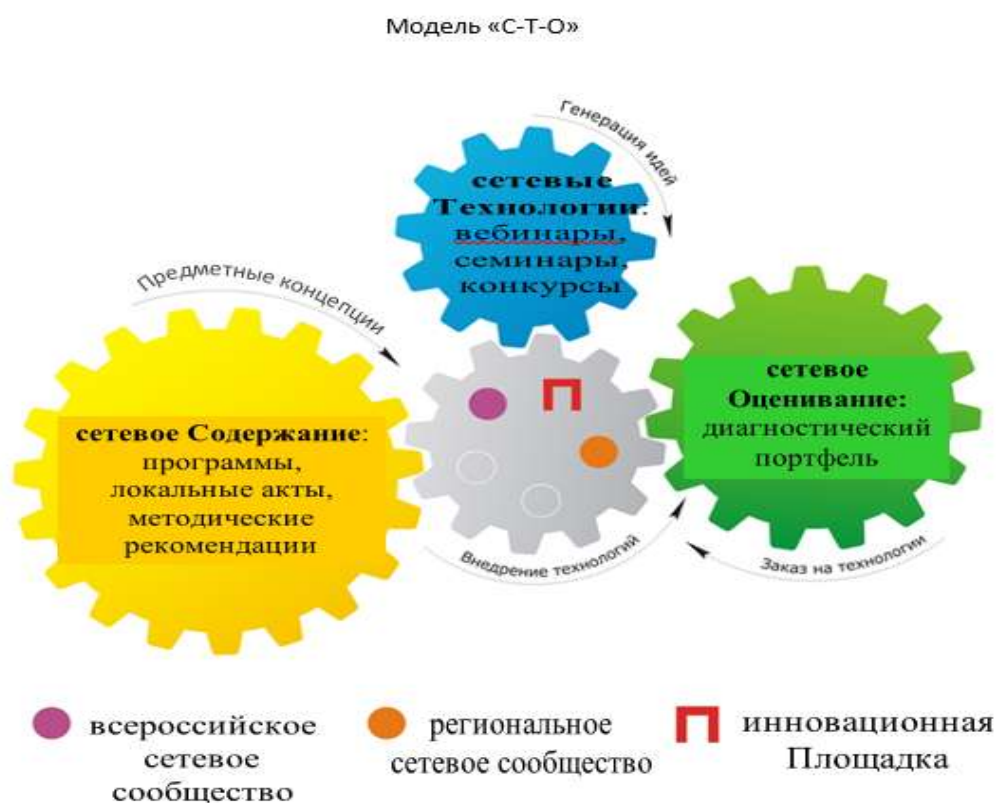 Модель «С-Т-О»
Генерация идей
сетевые
Технологии:
вебинары,
семинары,
конкурсы
Предметные концепции
сетевое Содержание:
программы,
локальные акты,
методические
рекомендации
П
сетевое
Оценивание:
диагностический
портфель
Внедрение технологий
Заказ на технологии
всероссийское
сетевое
сообщество
региональное
сетевое сообщество
П
инновационная
Площадка